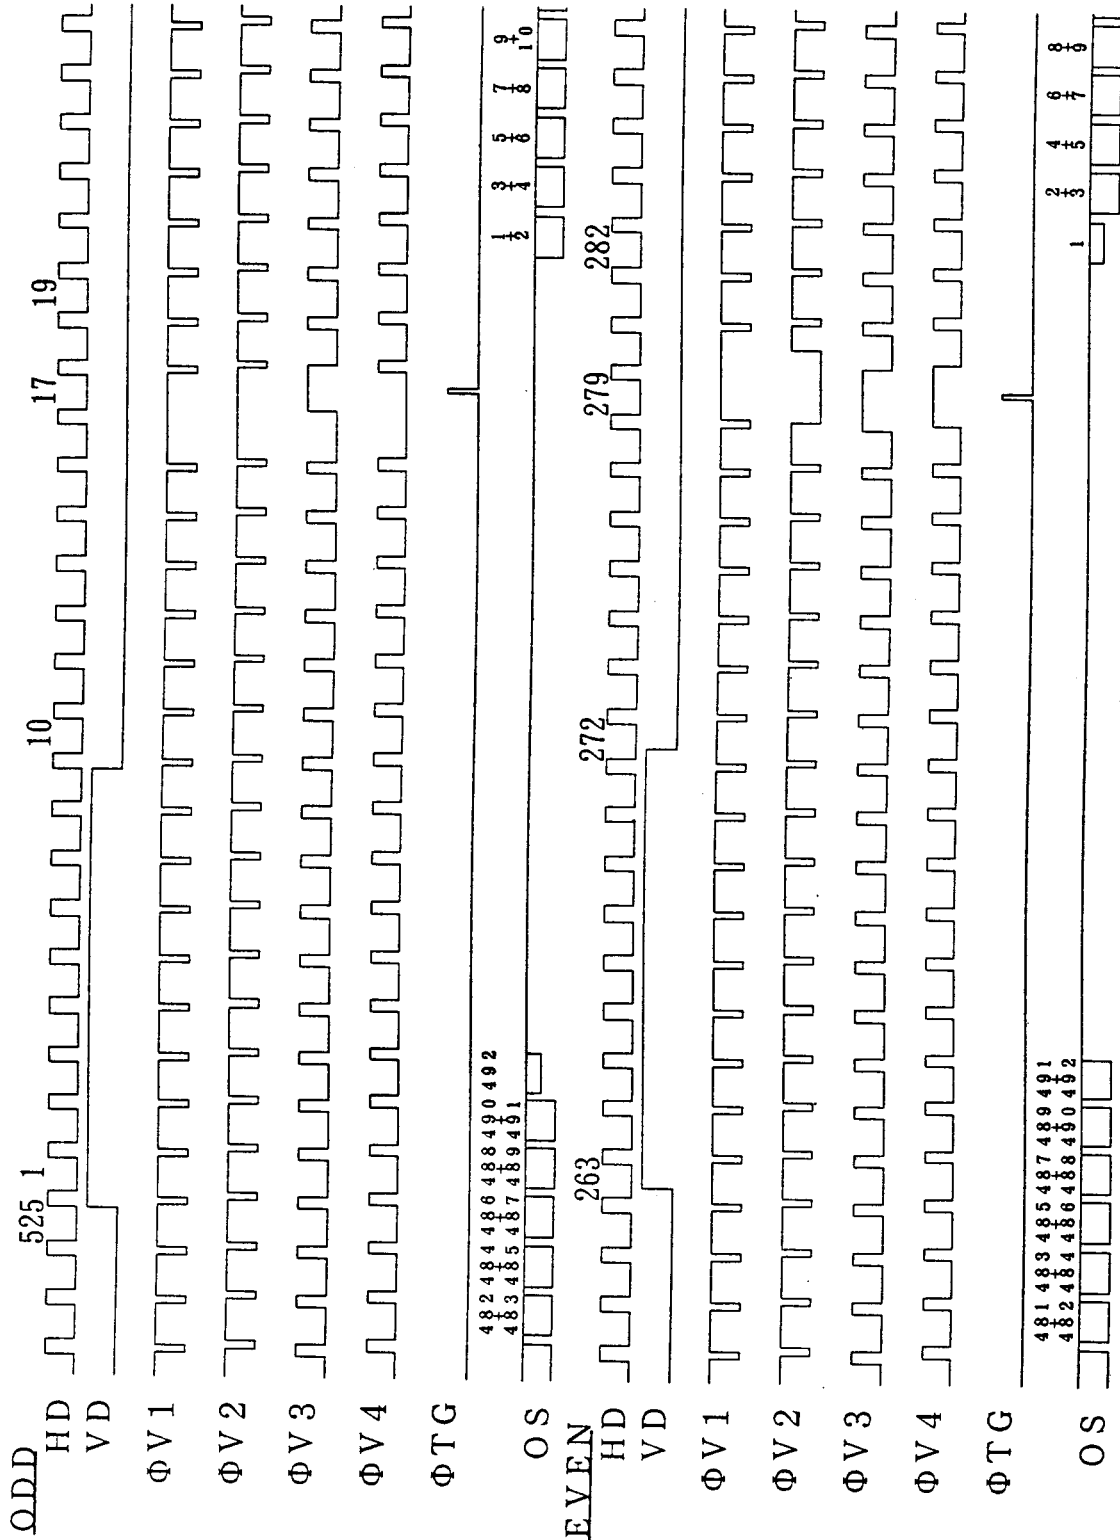 ODD
HD 525 1 10 17 19
VD
ΦV1
ΦV2
ΦV3
ΦV4
ΦTG
482 484 486 488 490 492 1 3 5 7 9
+ + + + + + + + + +
483 485 487 489 491 2 4 6 8 10
OS
EVEN
HD 263 272 279 282
VD
ΦV1
ΦV2
ΦV3
ΦV4
ΦTG
481 483 485 487 489 491 1 2 4 6 8
+ + + + + + + + + +
482 484 486 488 490 492 3 5 7 9
OS